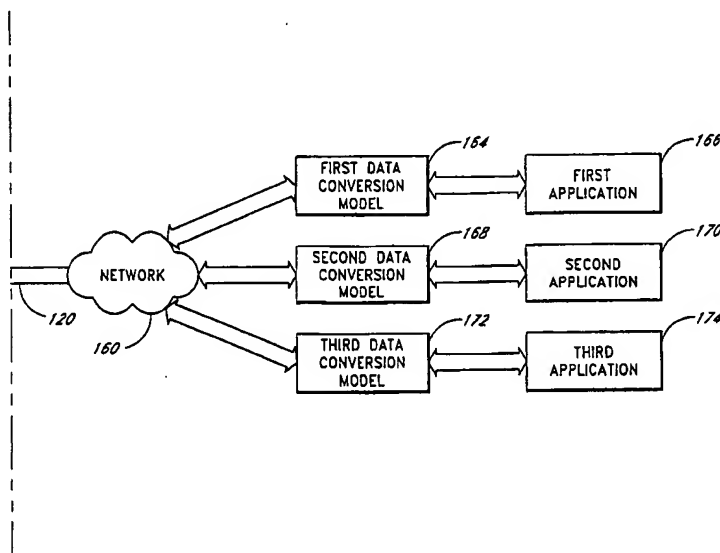 164
166
FIRST DATA
CONVERSION
MODEL
FIRST
APPLICATION
168
170
NETWORK
SECOND DATA
CONVERSION
MODEL
SECOND
APPLICATION
120
160
172
174
THIRD DATA
CONVERSION
MODEL
THIRD
APPLICATION